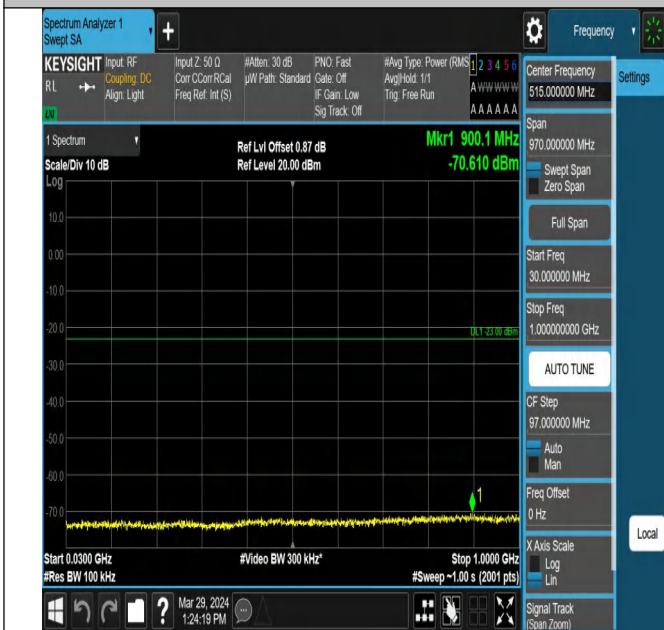 Spectrum Analyzer 1
Swept SA
+
Frequency
KEYSIGHT
RL
LXI
Input: RF
Coupling: DC
Align: Light
Input Z: 50 Ω
Corr CCorr RCal
Freq Ref: Int (S)
#Atten: 30 dB
µW Path: Standard
PNO: Fast
Gate: Off
IF Gain: Low
Sig Track: Off
#Avg Type: Power (RMS
Avg|Hold: 1/1
Trig: Free Run
1 2 3 4 5 6
A W W W W W
A A A A A A
1 Spectrum
Scale/Div 10 dB
Log
Ref Lvl Offset 0.87 dB
Ref Level 20.00 dBm
Mkr1 900.1 MHz
-70.610 dBm
10.0
0.00
-10.0
-20.0
DL1 -23.00 dBm
-30.0
-40.0
-50.0
-60.0
-70.0
1
Start 0.0300 GHz
#Res BW 100 kHz
#Video BW 300 kHz*
Stop 1.0000 GHz
#Sweep ~1.00 s (2001 pts)
?
Mar 29, 2024
1:24:19 PM
Center Frequency
515.000000 MHz
Settings
Span
970.000000 MHz
Swept Span
Zero Span
Full Span
Start Freq
30.000000 MHz
Stop Freq
1.000000000 GHz
AUTO TUNE
CF Step
97.000000 MHz
Auto
Man
Freq Offset
0 Hz
Local
X Axis Scale
Log
Lin
Signal Track
(Span Zoom)